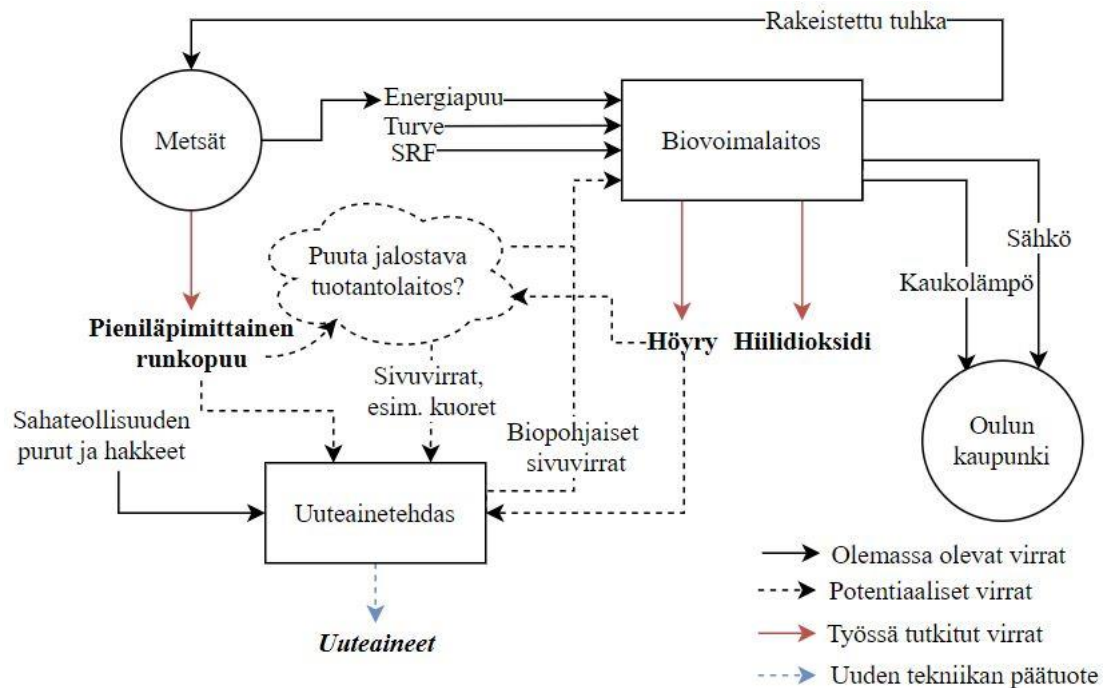 Rakeistettu tuhka
Metsät
Energiapuu
Turve
SRF
Biovoimalaitos
Puuta jalostava
tuotantolaitos?
Sähkö
Kaukolämpö
Pieniläpimittainen
runkopuu
Höyry
Hiilidioksidi
Sivuvirrat,
esim. kuoret
Sahateollisuuden
purut ja hakkeet
Biopohjaiset
sivuvirrat
Oulun
kaupunki
Uuteainetehdas
Uuteaineet
Olemassa olevat virrat
Potentiaaliset virrat
Työssä tutkitut virrat
Uuden tekniikan päätuote